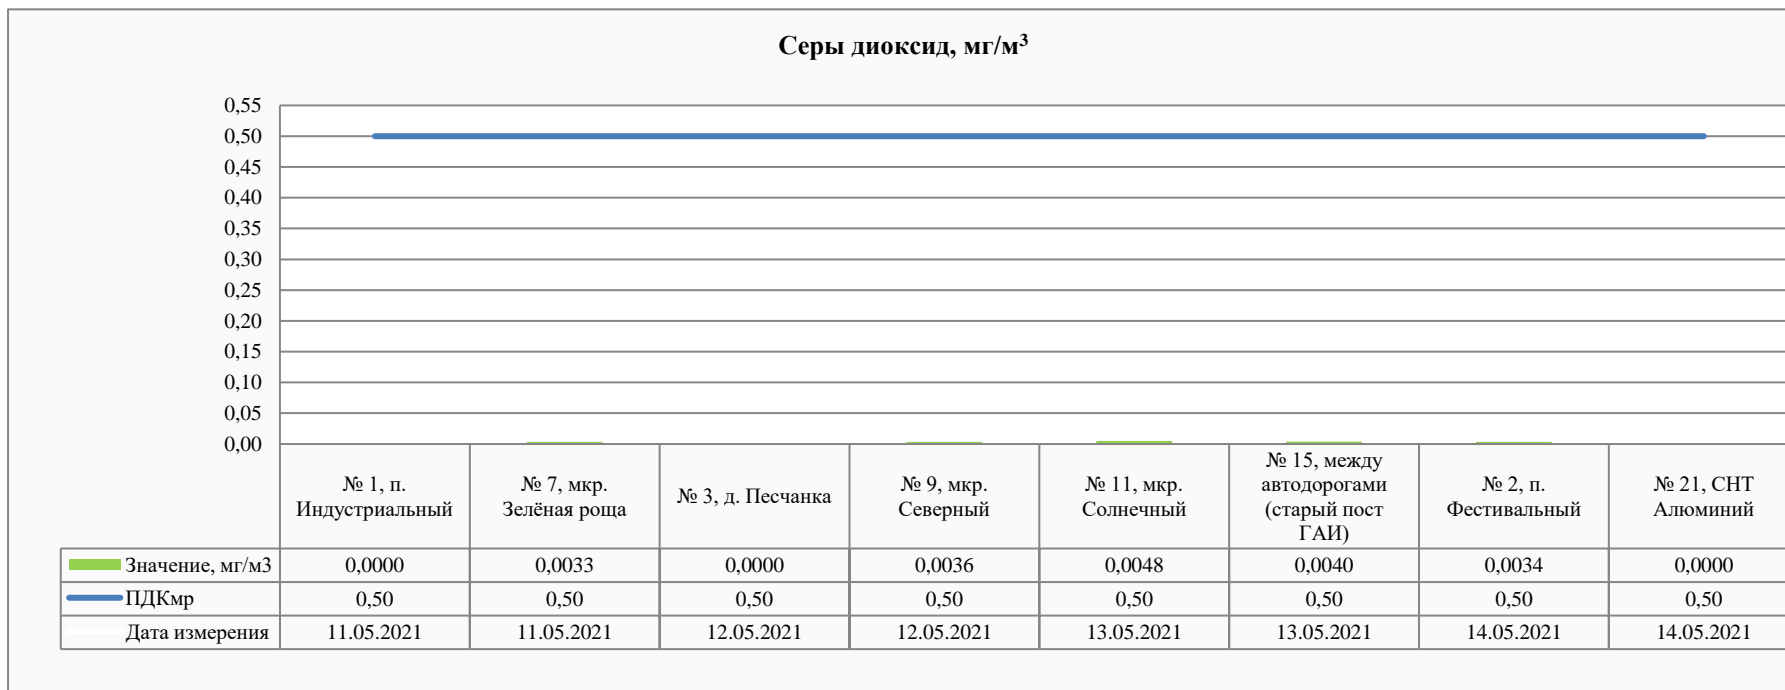 Серы диоксид, мг/м³
0,55
0,50
0,45
0,40
0,35
0,30
0,25
0,20
0,15
0,10
0,05
0,00
№ 1, п.
Индустриальный
№ 7, мкр.
Зелёная роща
№ 3, д. Песчанка
№ 9, мкр.
Северный
№ 11, мкр.
Солнечный
№ 15, между
автодорогами
(старый пост
ГАИ)
№ 2, п.
Фестивальный
№ 21, СНТ
Алюминий
Значение, мг/м3 0,0000 0,0033 0,0000 0,0036 0,0048 0,0040 0,0034 0,0000
ПДКмр 0,50 0,50 0,50 0,50 0,50 0,50 0,50 0,50
Дата измерения 11.05.2021 11.05.2021 12.05.2021 12.05.2021 13.05.2021 13.05.2021 14.05.2021 14.05.2021